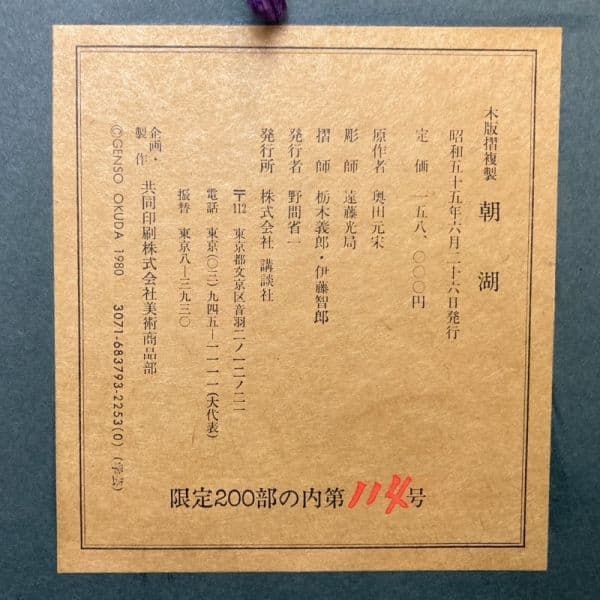 木版摺複製 朝湖
昭和五十五年六月二十六日発行
定価 一五八、〇〇〇円
原作者 奥田元宋
彫師 遠藤光局
摺師 栃木義郎・伊藤智郎
発行者 野間省一
発行所 株式会社 講談社
〒112 東京都文京区音羽二ノ一二ノ二一
電話 東京(〇三)九四五―一一一一(大代表)
振替 東京八―三九三〇
企画・製作 共同印刷株式会社美術商品部
©GENSO OKUDA 1980 3071-683793-2253(0) (学芸)
限定200部の内第114号